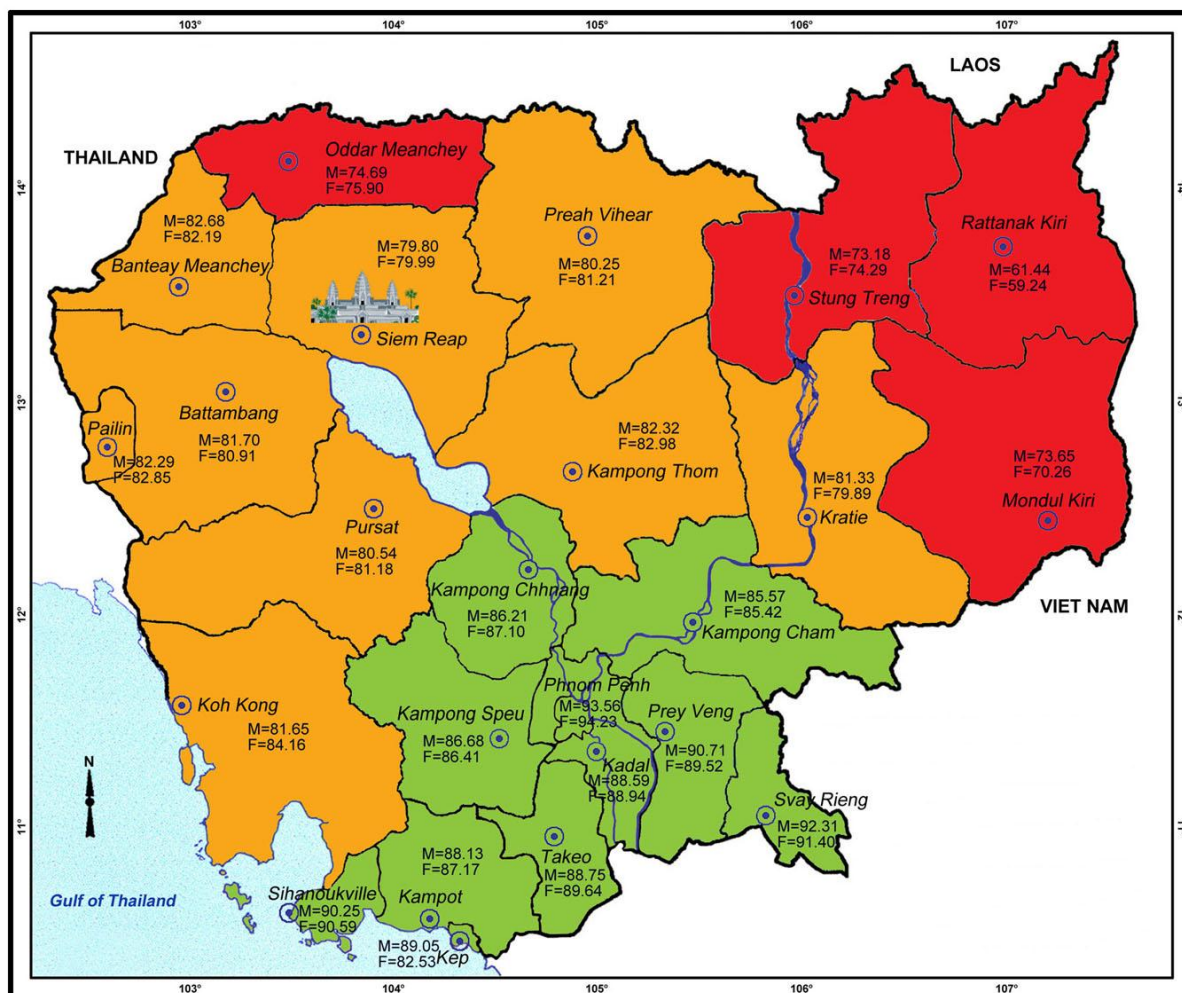 103° 104° 105° 106° 107°
LAOS
THAILAND
14°
Oddar Meanchey
M=74.69
F=75.90
M=82.68
F=82.19
Banteay Meanchey
M=79.80
F=79.99
Siem Reap
Preah Vihear
M=80.25
F=81.21
M=73.18
F=74.29
Stung Treng
Rattanak Kiri
M=61.44
F=59.24
13°
Battambang
M=81.70
F=80.91
Pailin
M=82.29
F=82.85
M=82.32
F=82.98
Kampong Thom
M=81.33
F=79.89
Kratie
M=73.65
F=70.26
Mondul Kiri
Pursat
M=80.54
F=81.18
12°
Kampong Chhnang
M=86.21
F=87.10
M=85.57
F=85.42
Kampong Cham
VIET NAM
Koh Kong
M=81.65
F=84.16
Kampong Speu
M=86.68
F=86.41
Phnom Penh
M=93.56
F=94.23
Prey Veng
M=90.71
F=89.52
Kadal
M=88.59
F=88.94
Svay Rieng
M=92.31
F=91.40
N
11°
Takeo
M=88.75
F=89.64
M=88.13
F=87.17
Kampot
Sihanoukville
M=90.25
F=90.59
Gulf of Thailand
M=89.05
F=82.53
Kep
103° 104° 105° 106° 107°